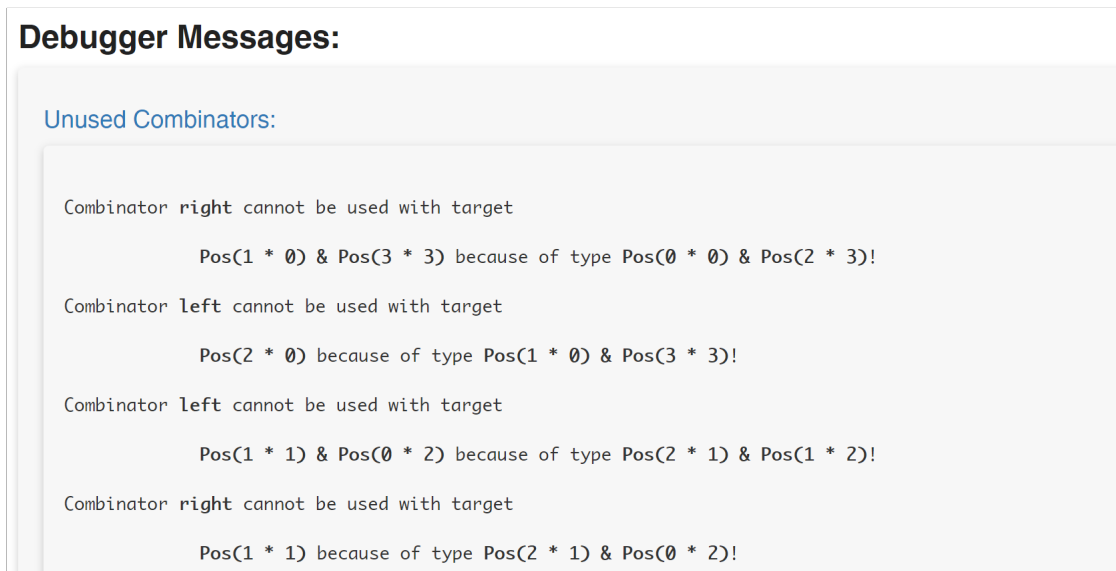 Debugger Messages:
Unused Combinators:
Combinator right cannot be used with target
Pos(1 * 0) & Pos(3 * 3) because of type Pos(0 * 0) & Pos(2 * 3)!
Combinator left cannot be used with target
Pos(2 * 0) because of type Pos(1 * 0) & Pos(3 * 3)!
Combinator left cannot be used with target
Pos(1 * 1) & Pos(0 * 2) because of type Pos(2 * 1) & Pos(1 * 2)!
Combinator right cannot be used with target
Pos(1 * 1) because of type Pos(2 * 1) & Pos(0 * 2)!